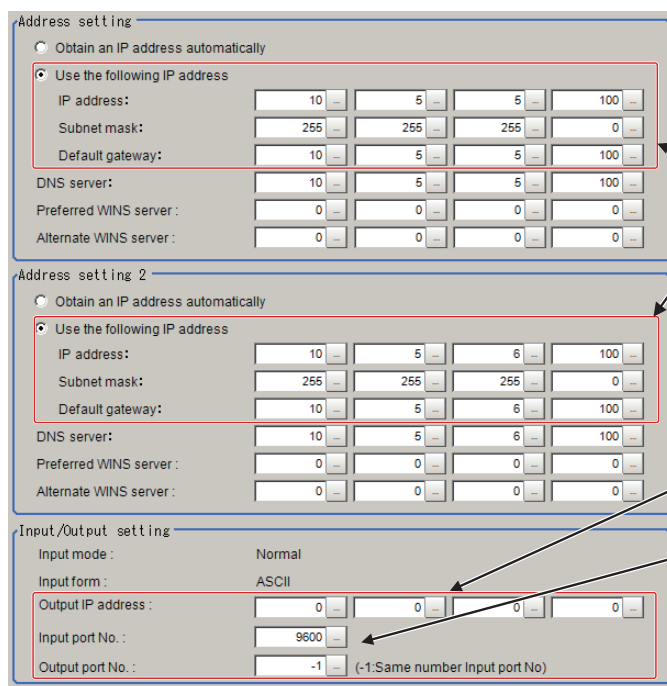 Address setting
Obtain an IP address automatically
Use the following IP address
IP address: 10 ... 5 ... 5 ... 100 ...
Subnet mask: 255 ... 255 ... 255 ... 0 ...
Default gateway: 10 ... 5 ... 5 ... 100 ...
DNS server: 10 ... 5 ... 5 ... 100 ...
Preferred WINS server : 0 ... 0 ... 0 ... 0 ...
Alternate WINS server : 0 ... 0 ... 0 ... 0 ...
Address setting 2
Obtain an IP address automatically
Use the following IP address
IP address: 10 ... 5 ... 6 ... 100 ...
Subnet mask: 255 ... 255 ... 255 ... 0 ...
Default gateway: 10 ... 5 ... 6 ... 100 ...
DNS server: 10 ... 5 ... 6 ... 100 ...
Preferred WINS server : 0 ... 0 ... 0 ... 0 ...
Alternate WINS server : 0 ... 0 ... 0 ... 0 ...
Input/Output setting
Input mode : Normal
Input form : ASCII
Output IP address : 0 ... 0 ... 0 ... 0 ...
Input port No. : 9600 ...
Output port No. : -1 ... (-1:Same number Input port No)